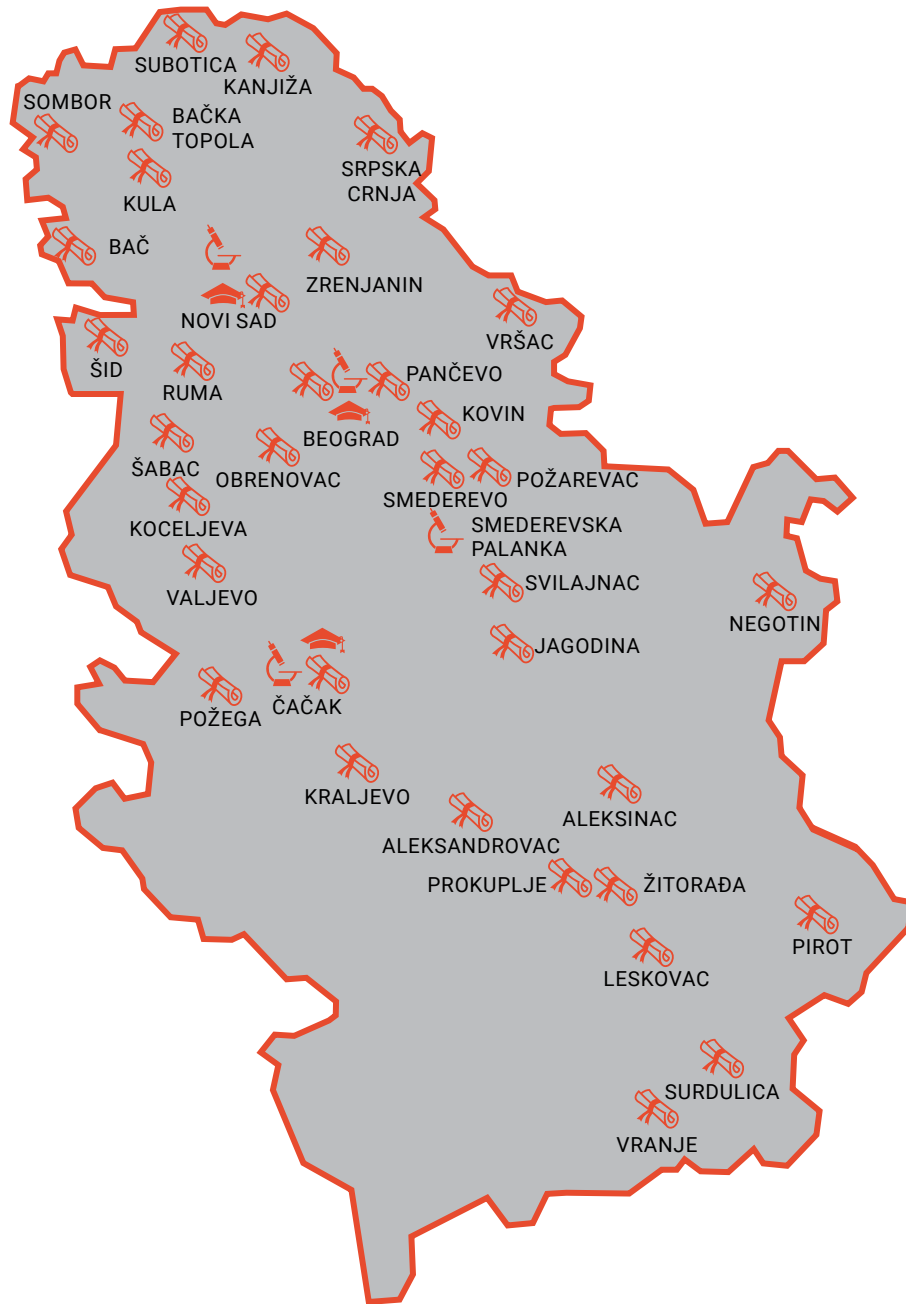 SUBOTICA
KANJIŽA
SOMBOR
BAČKA
TOPOLA
SRPSKA
CRNJA
KULA
BAČ
ZRENJANIN
NOVI SAD
VRŠAC
ŠID
RUMA
PANČEVO
KOVIN
BEOGRAD
ŠABAC
OBRENOVAC
SMEDEREVO
POŽAREVAC
KOCELJEVA
SMEDEREVSKA
PALANKA
VALJEVO
SVILAJNAC
NEGOTIN
JAGODINA
POŽEGA
ČAČAK
KRALJEVO
ALEKSINAC
ALEKSANDROVAC
PROKUPLJE
ŽITORAĐA
PIROT
LESKOVAC
SURDULICA
VRANJE